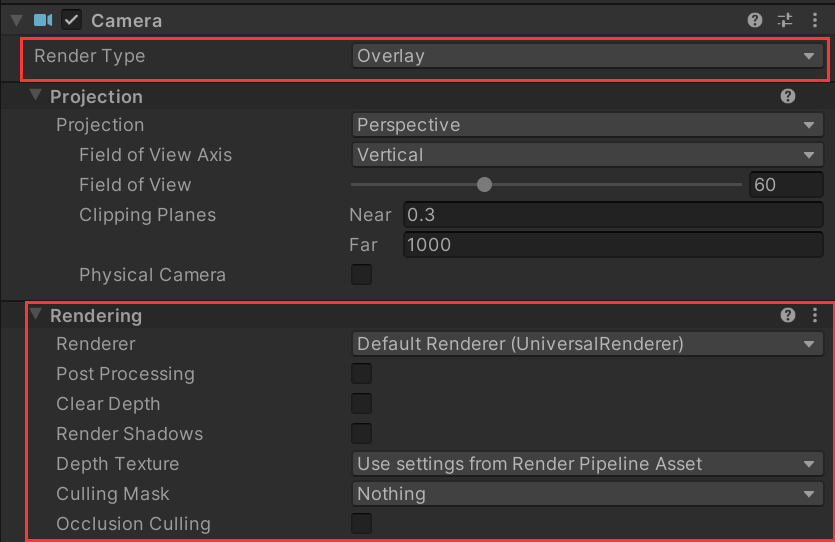 Camera
Render Type Overlay
Projection
Projection Perspective
Field of View Axis Vertical
Field of View 60
Clipping Planes Near 0.3
Far 1000
Physical Camera
Rendering
Renderer Default Renderer (UniversalRenderer)
Post Processing
Clear Depth
Render Shadows
Depth Texture Use settings from Render Pipeline Asset
Culling Mask Nothing
Occlusion Culling